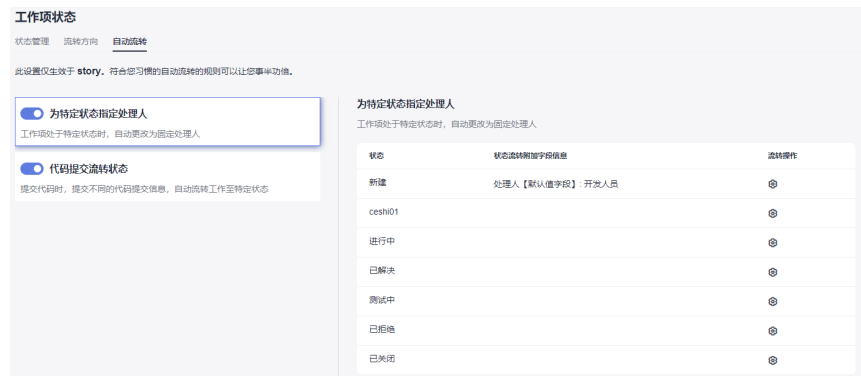 工作项状态
状态管理 流转方向 自动流转
此设置仅生效于 story。符合您习惯的自动流转的规则可以让您事半功倍。
为特定状态指定处理人
工作项处于特定状态时，自动更改为固定处理人
代码提交流转状态
提交代码时，提交不同的代码提交信息，自动流转工作至特定状态
为特定状态指定处理人
工作项处于特定状态时，自动更改为固定处理人
状态 状态流转附加字段信息 流转操作
新建 处理人【默认值字段】: 开发人员
ceshi01
进行中
已解决
测试中
已拒绝
已关闭